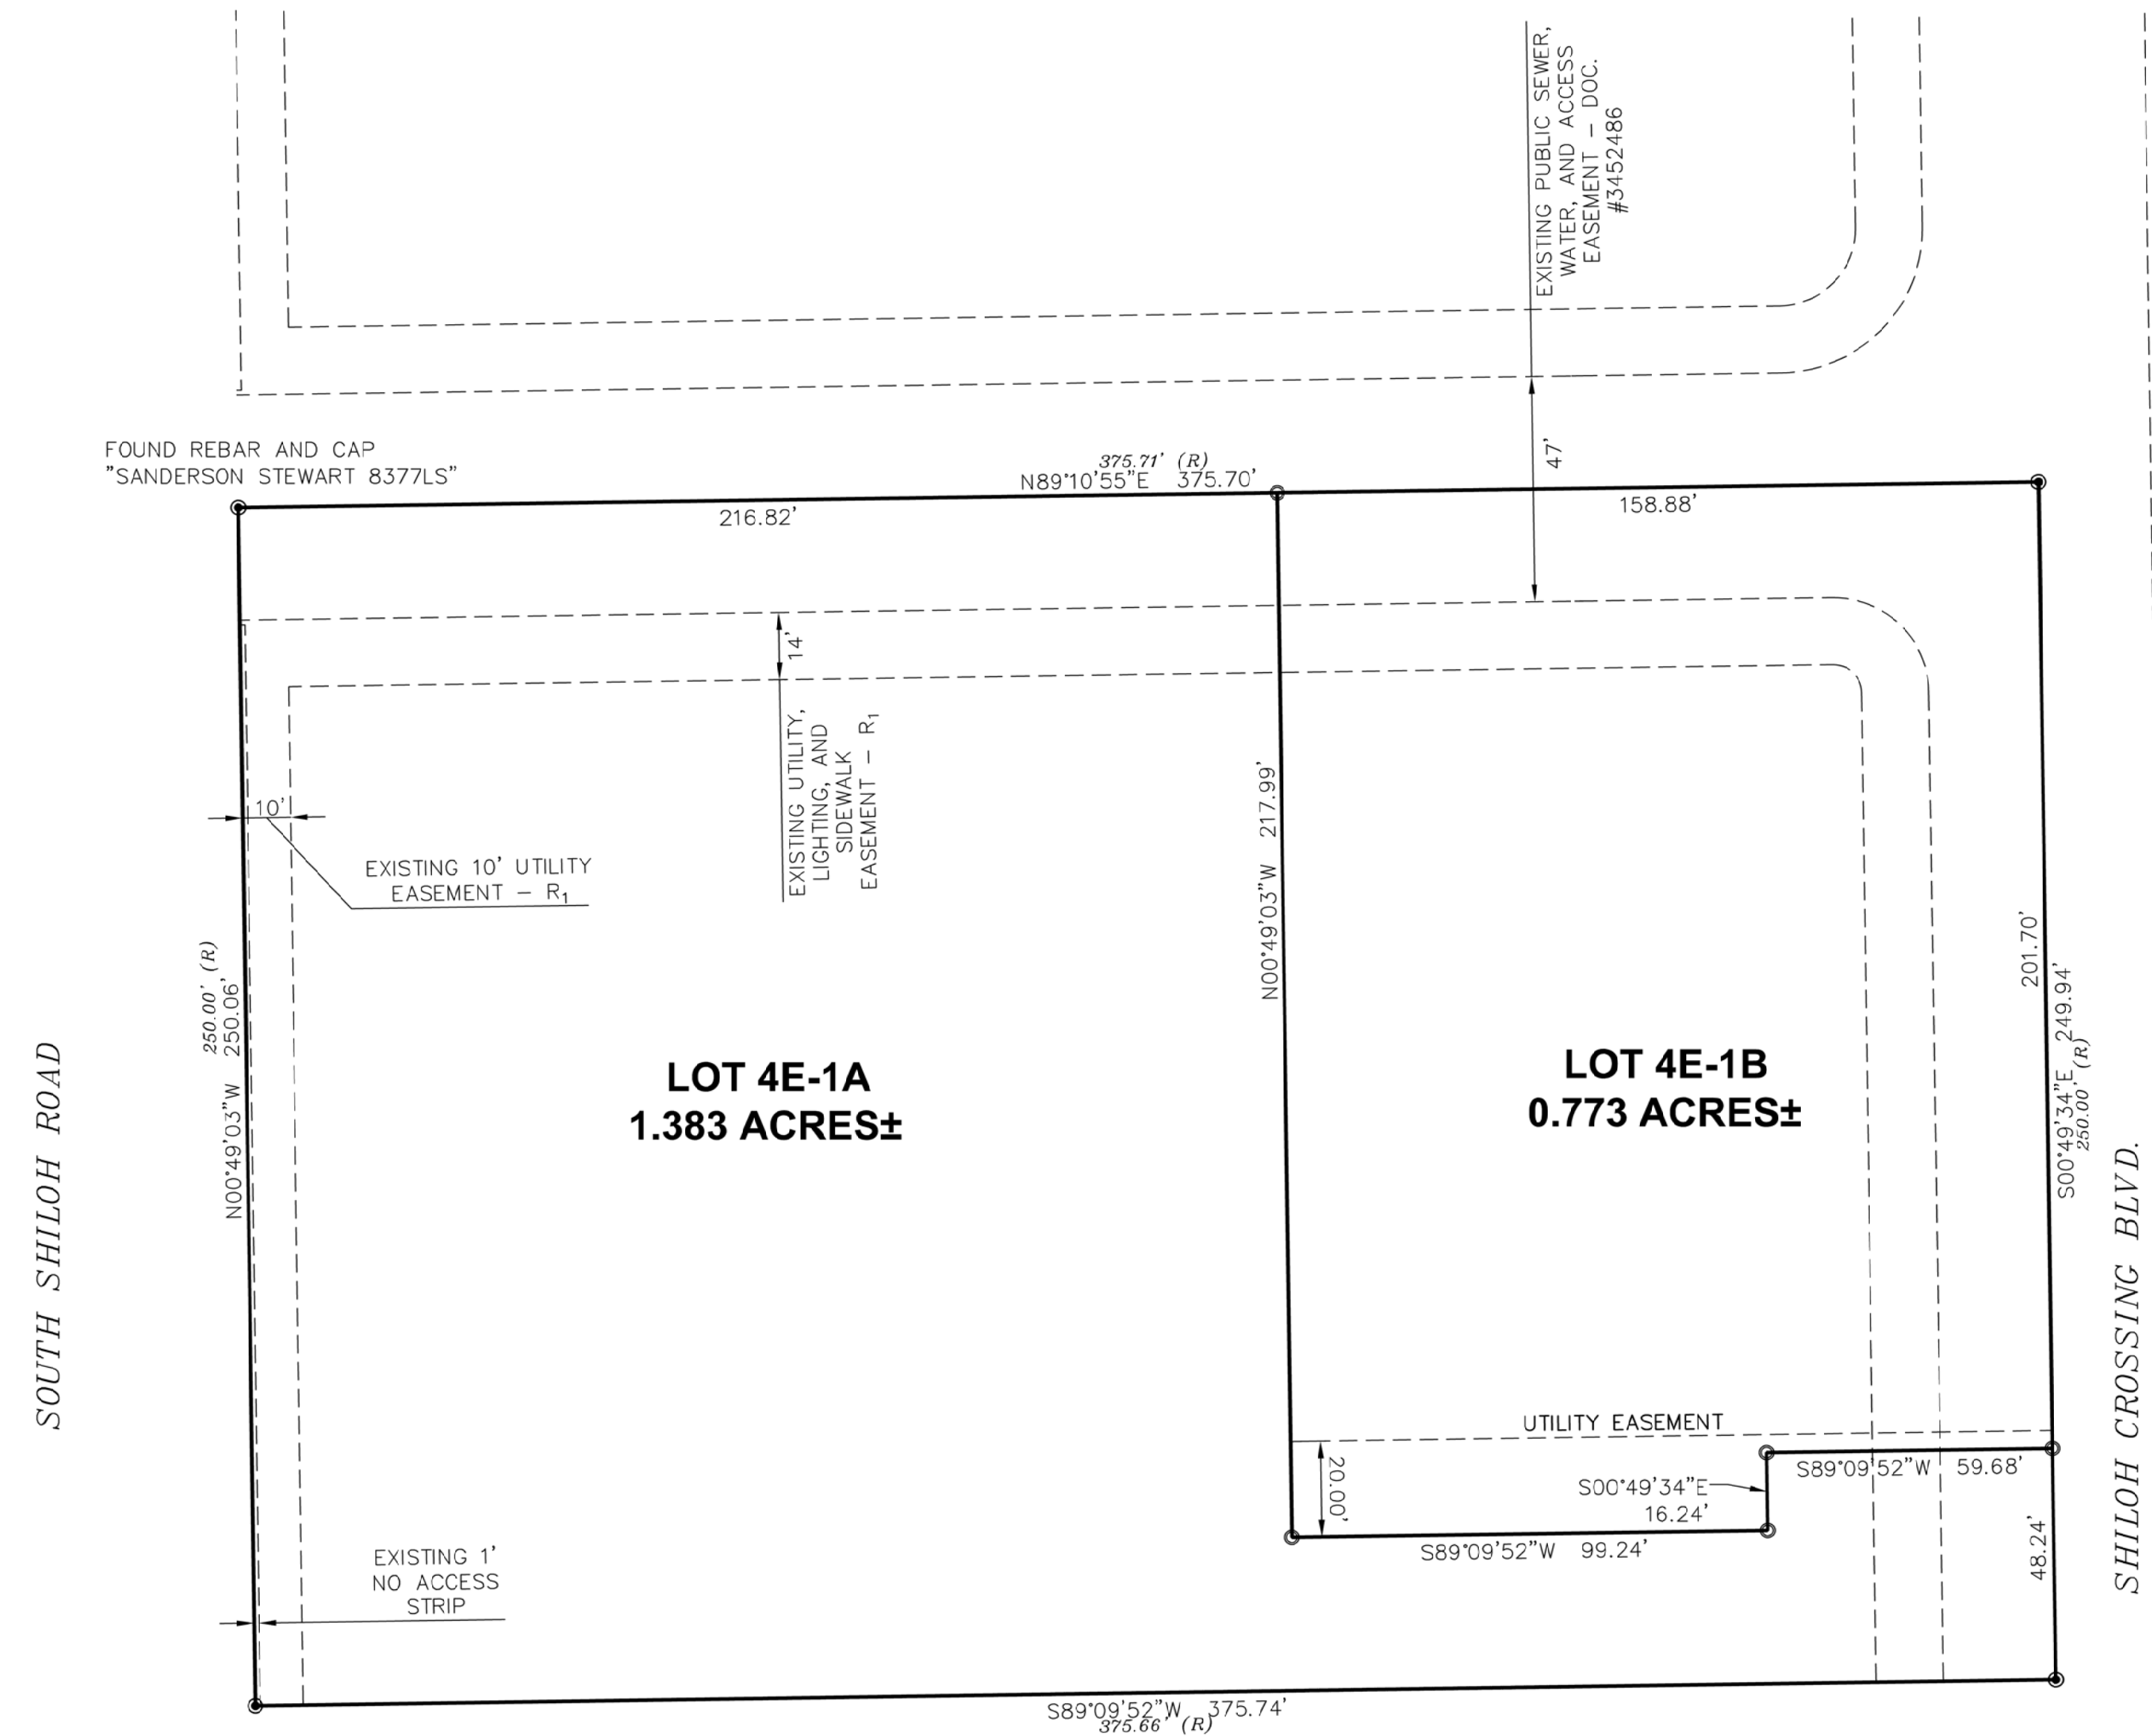 EXISTING PUBLIC SEWER,
WATER, AND ACCESS
EASEMENT – DOC.
#3452486
FOUND REBAR AND CAP
"SANDERSON STEWART 8377LS"
375.71' (R)
N89°10'55"E 375.70'
47'
216.82'
158.88'
14'
EXISTING UTILITY,
LIGHTING, AND
SIDEWALK
EASEMENT – R₁
10'
EXISTING 10' UTILITY
EASEMENT – R₁
N00°49'03"W 217.99'
250.00' (R)
N00°49'03"W 250.06'
201.70'
S00°49'34"E 249.94'
250.00' (R)
SOUTH SHILOH ROAD
LOT 4E-1A
1.383 ACRES±
LOT 4E-1B
0.773 ACRES±
SHILOH CROSSING BLVD.
UTILITY EASEMENT
20.00'
S89°09'52"W 59.68'
S00°49'34"E
16.24'
S89°09'52"W 99.24'
48.24'
EXISTING 1'
NO ACCESS
STRIP
S89°09'52"W 375.74'
375.66' (R)